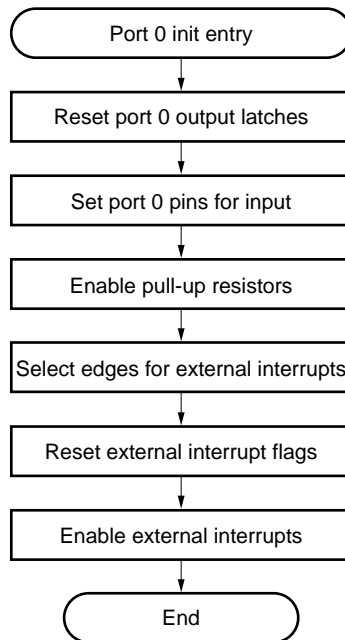 Port 0 init entry
Reset port 0 output latches
Set port 0 pins for input
Enable pull-up resistors
Select edges for external interrupts
Reset external interrupt flags
Enable external interrupts
End